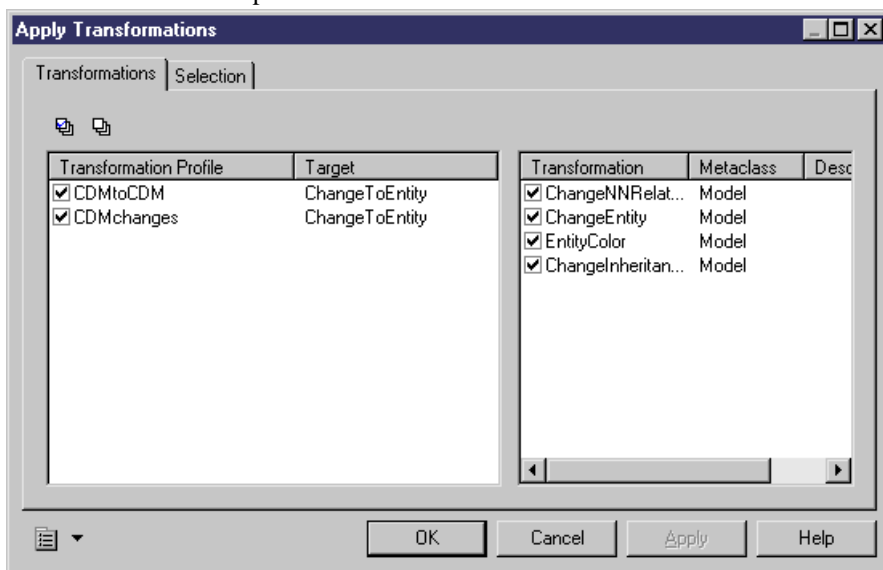 Apply Transformations
Transformations Selection
Transformation Profile Target
CDMtoCDM ChangeToEntity
CDMchanges ChangeToEntity
Transformation Metaclass Desc
ChangeNNRelat... Model
ChangeEntity Model
EntityColor Model
ChangeInheritan... Model
OK Cancel Apply Help